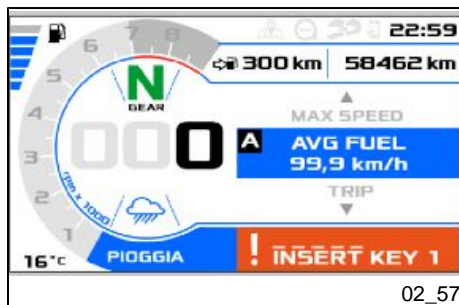 22:59
300 km 58462 km
8
7
6
5
4
3
2
1
rpm x 1000
N
GEAR
000
MAX SPEED
A AVG FUEL
99,9 km/h
TRIP
16°c
PIOGGIA
! INSERT KEY 1
02_57